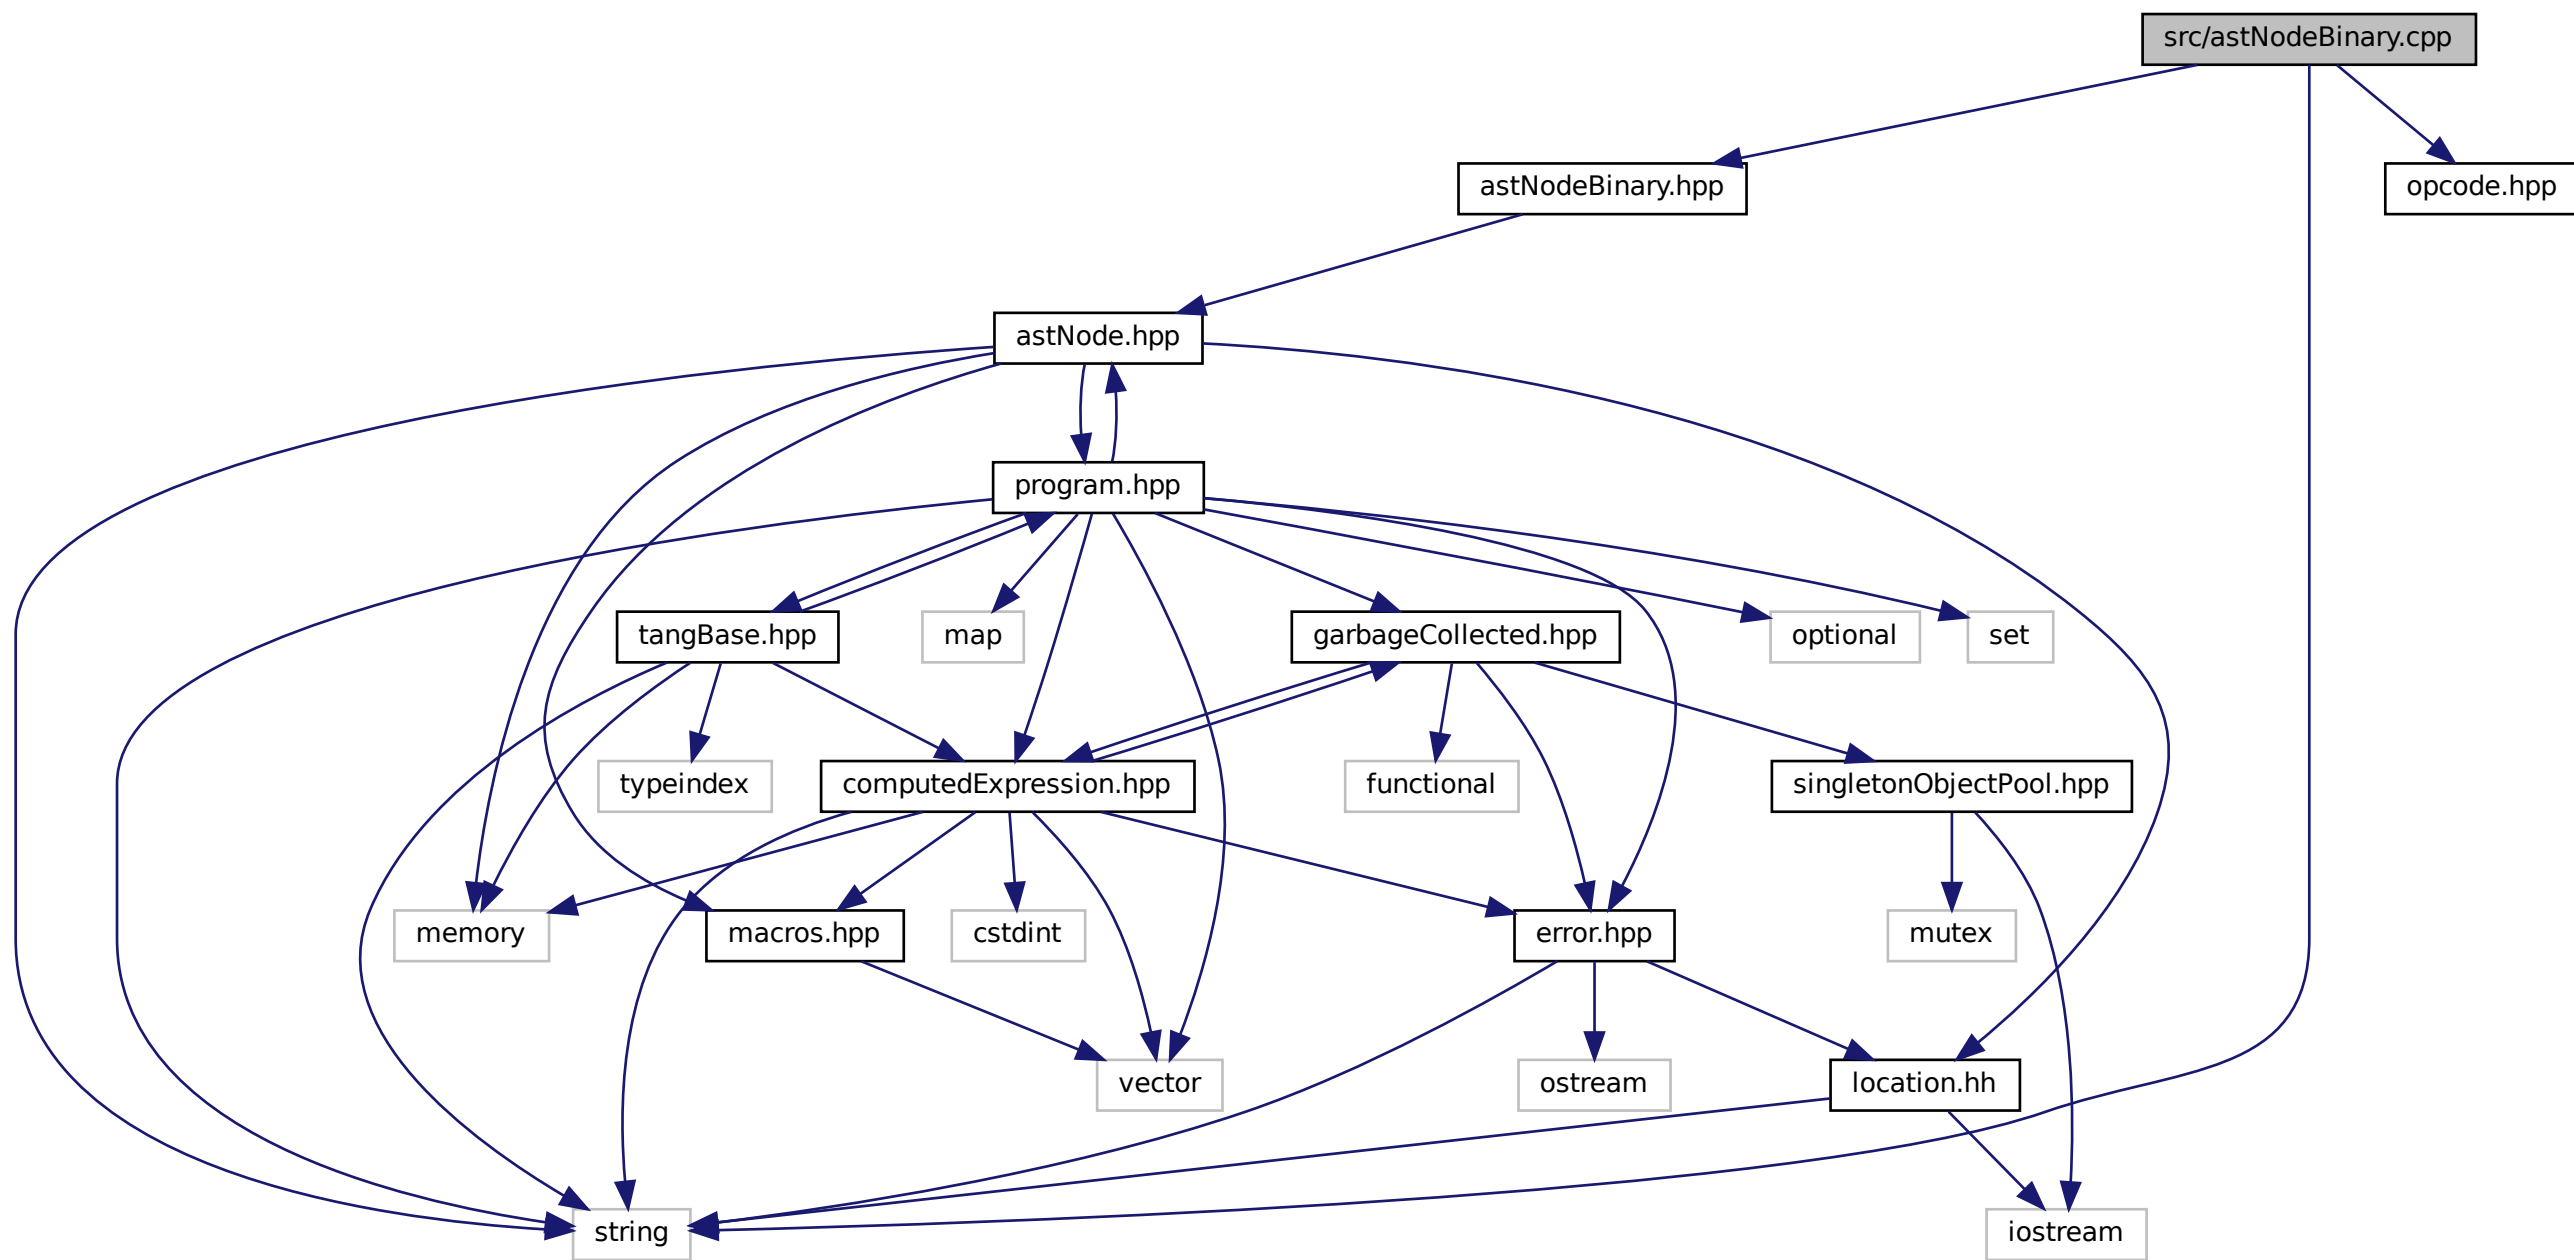 src/astNodeBinary.cpp
astNodeBinary.hpp
opcode.hpp
astNode.hpp
program.hpp
tangBase.hpp
map
garbageCollected.hpp
optional
set
typeindex
computedExpression.hpp
functional
singletonObjectPool.hpp
memory
macros.hpp
cstdint
error.hpp
mutex
vector
ostream
location.hh
string
iostream